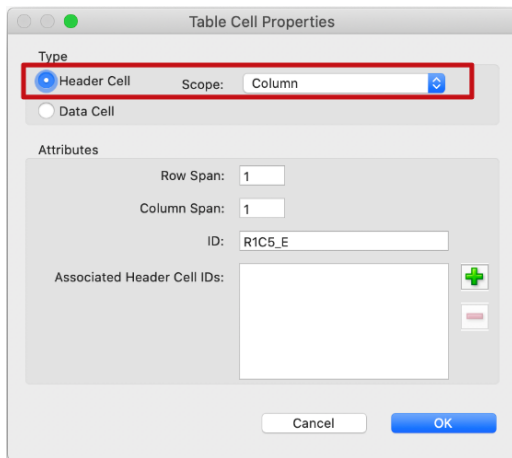 Table Cell Properties
Type
Header Cell Scope: Column
Data Cell
Attributes
Row Span: 1
Column Span: 1
ID: R1C5_E
Associated Header Cell IDs:
Cancel OK